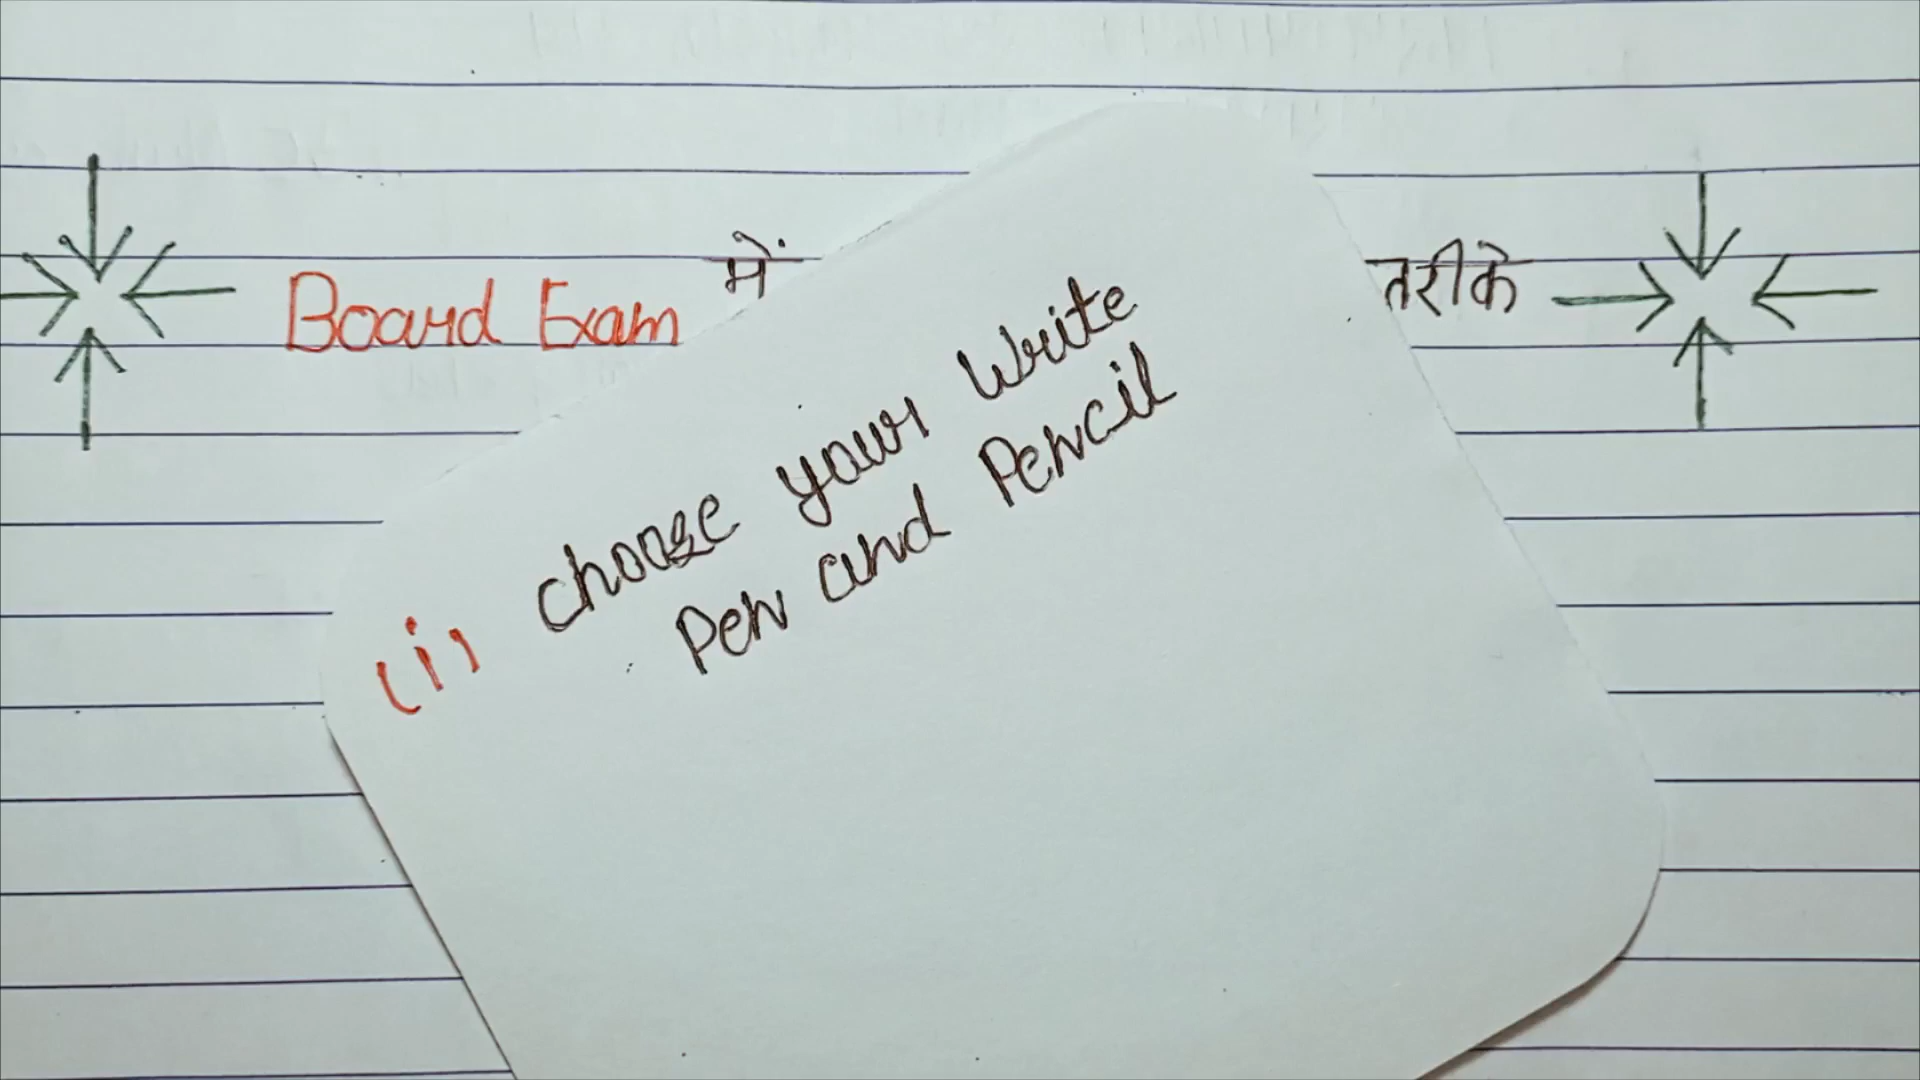 Board Exam में तरीके
(i) choose your Write
Pen and Pencil